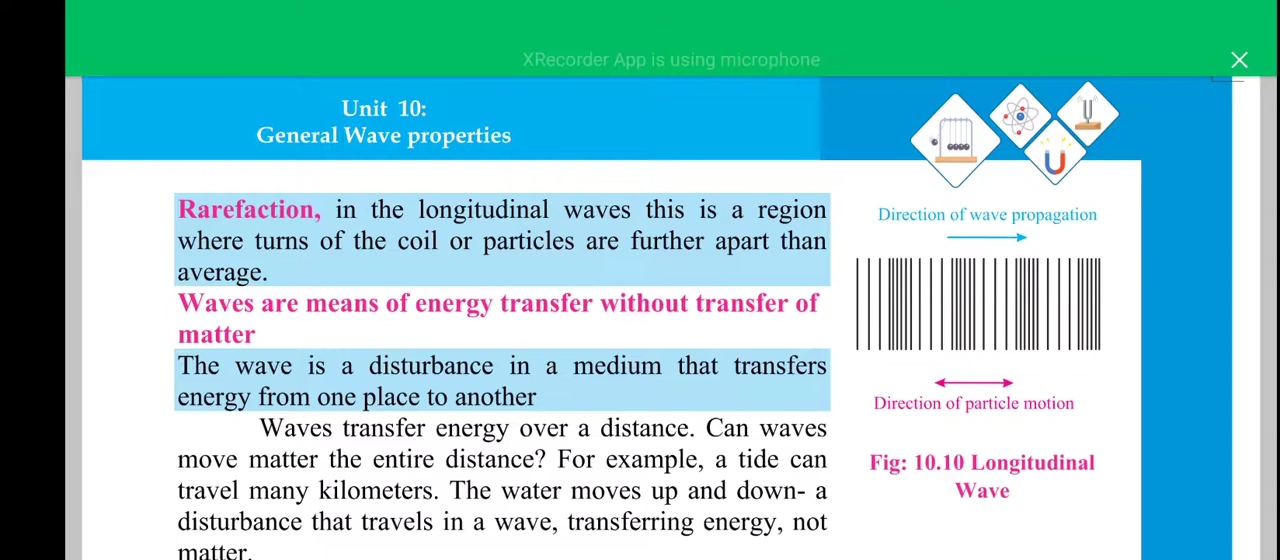 XRecorder App is using microphone
Unit 10:
General Wave properties
Rarefaction, in the longitudinal waves this is a region
where turns of the coil or particles are further apart than
average.
Waves are means of energy transfer without transfer of
matter
The wave is a disturbance in a medium that transfers
energy from one place to another
Waves transfer energy over a distance. Can waves
move matter the entire distance? For example, a tide can
travel many kilometers. The water moves up and down- a
disturbance that travels in a wave, transferring energy, not
matter.
Direction of wave propagation
Direction of particle motion
Fig: 10.10 Longitudinal
Wave